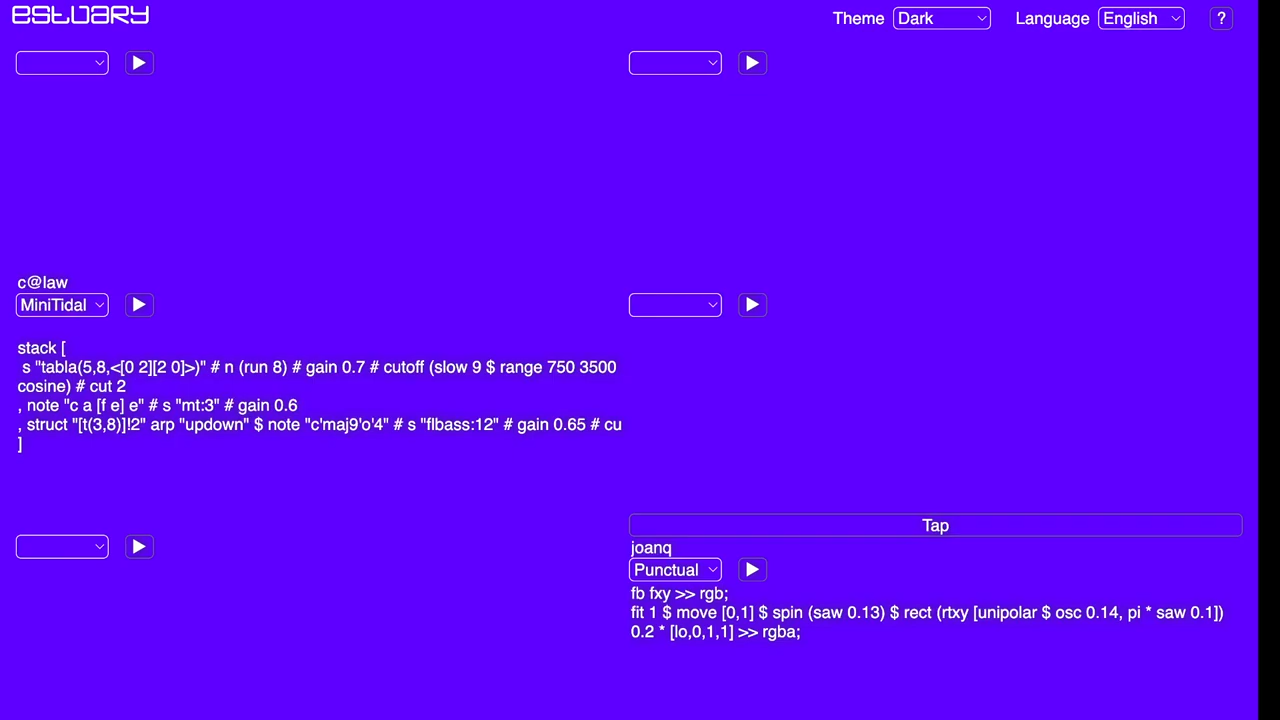 estuary
Theme Dark Language English ?
c@law
MiniTidal
stack [
s "tabla(5,8,<[0 2][2 0]>)" # n (run 8) # gain 0.7 # cutoff (slow 9 $ range 750 3500
cosine) # cut 2
, note "c a [f e] e" # s "mt:3" # gain 0.6
, struct "[t(3,8)]!2" arp "updown" $ note "c'maj9'o'4" # s "flbass:12" # gain 0.65 # cu
]
Tap
joanq
Punctual
fb fxy >> rgb;
fit 1 $ move [0,1] $ spin (saw 0.13) $ rect (rtxy [unipolar $ osc 0.14, pi * saw 0.1])
0.2 * [lo,0,1,1] >> rgba;